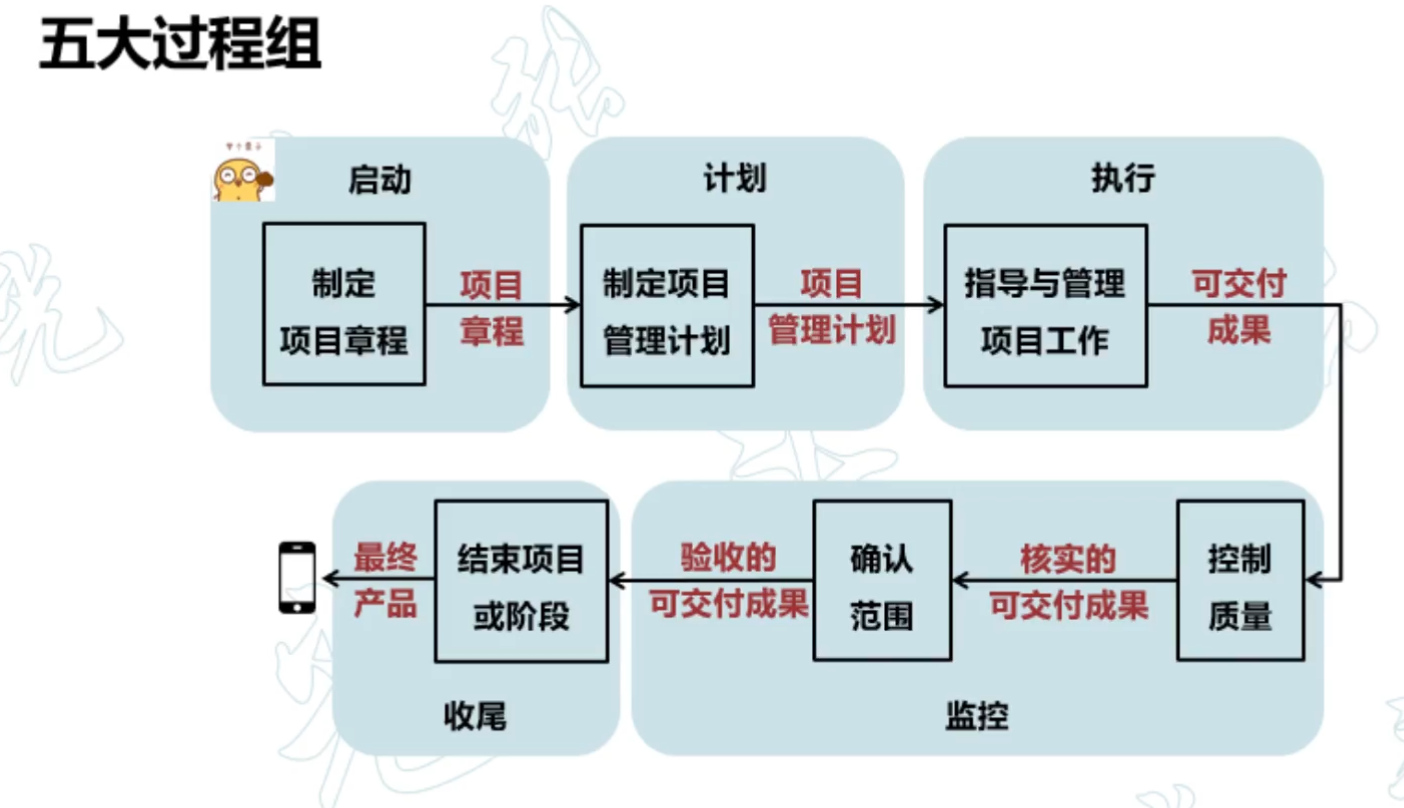 五大过程组
举个栗子
启动
制定
项目章程
项目
章程
计划
制定项目
管理计划
项目
管理计划
执行
指导与管理
项目工作
可交付
成果
控制
质量
核实的
可交付成果
确认
范围
监控
验收的
可交付成果
结束项目
或阶段
收尾
最终
产品